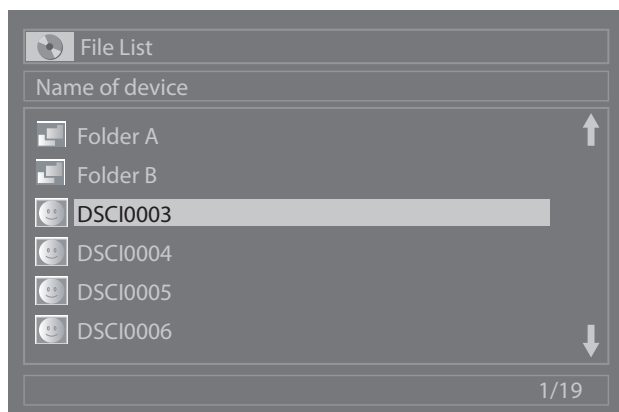 File List
Name of device
Folder A
Folder B
DSCI0003
DSCI0004
DSCI0005
DSCI0006
1/19